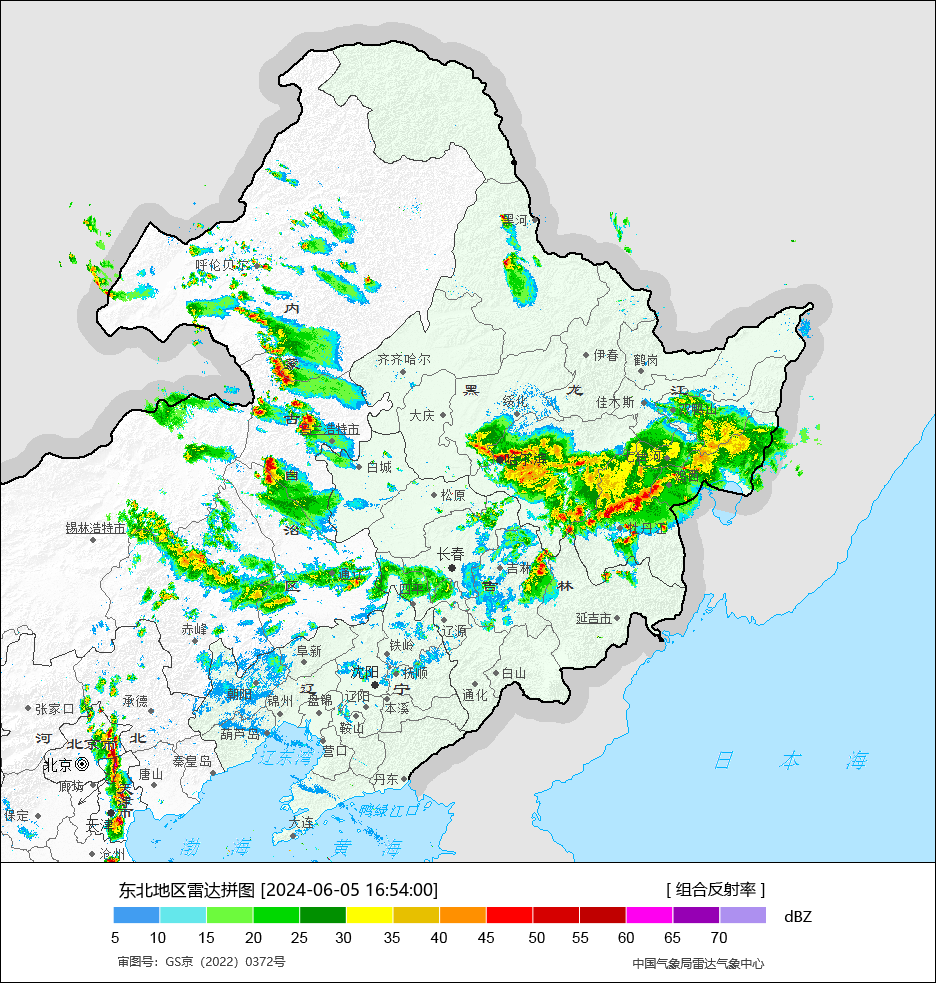 黑河
呼伦贝尔
内
齐齐哈尔
伊春
鹤岗
蒙
黑
龙
江
绥化
佳木斯
双鸭山
大庆
古
乌兰浩特市
哈尔滨
七台河
白城
自
鸡西
松原
锡林浩特市
牡丹江
治
长春
吉林
通辽
四平
区
吉
林
延吉市
赤峰
辽源
铁岭
阜新
白山
沈阳
抚顺
朝阳
辽
宁
通化
承德
锦州
盘锦
辽阳
本溪
张家口
鞍山
葫芦岛
河
北京市
北
营口
辽东湾
秦皇岛
日
本
海
北京
唐山
丹东
廊坊
天
津
市
鸭绿江口
保定
天津
大连
渤
海
黄
海
沧州
东北地区雷达拼图 [2024-06-05 16:54:00]
[ 组合反射率 ]
dBZ
5 10 15 20 25 30 35 40 45 50 55 60 65 70
审图号：GS京（2022）0372号
中国气象局雷达气象中心